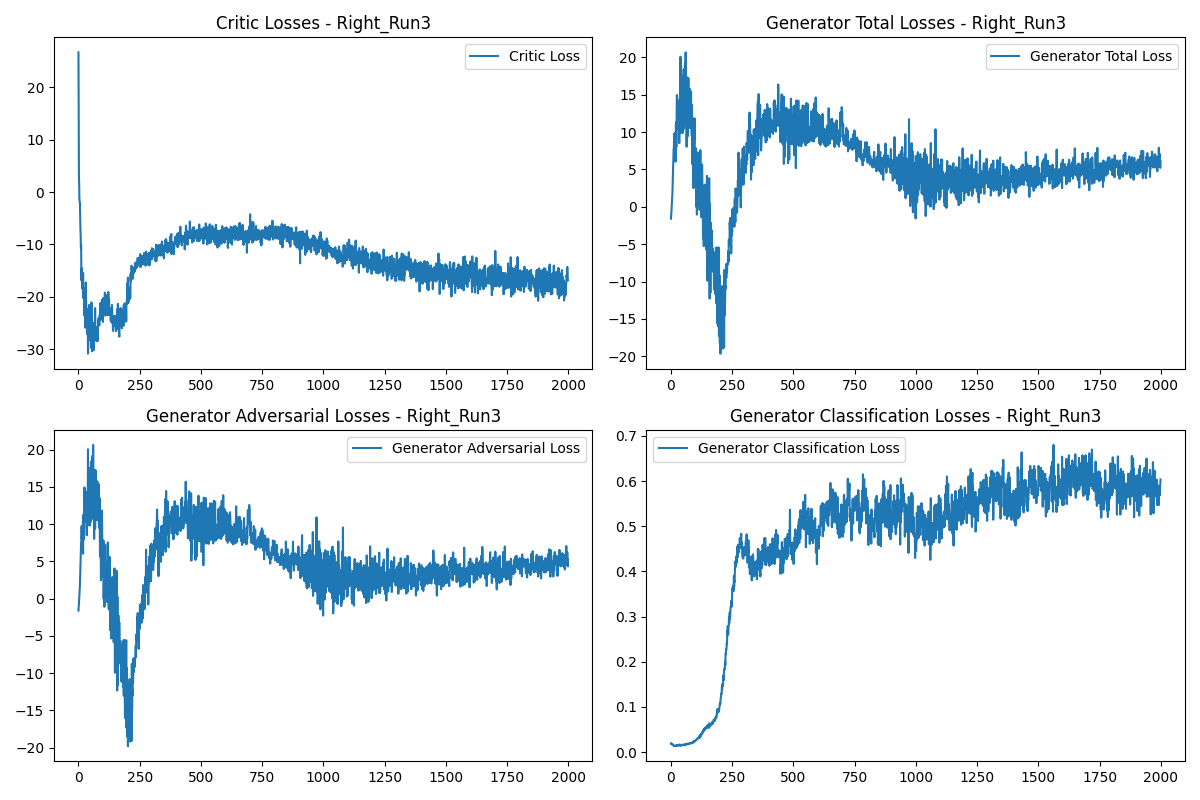 Critic Losses - Right_Run3
Critic Loss
20
10
0
−10
−20
−30
0 250 500 750 1000 1250 1500 1750 2000
Generator Total Losses - Right_Run3
Generator Total Loss
20
15
10
5
0
−5
−10
−15
−20
0 250 500 750 1000 1250 1500 1750 2000
Generator Adversarial Losses - Right_Run3
Generator Adversarial Loss
20
15
10
5
0
−5
−10
−15
−20
0 250 500 750 1000 1250 1500 1750 2000
Generator Classification Losses - Right_Run3
Generator Classification Loss
0.7
0.6
0.5
0.4
0.3
0.2
0.1
0.0
0 250 500 750 1000 1250 1500 1750 2000